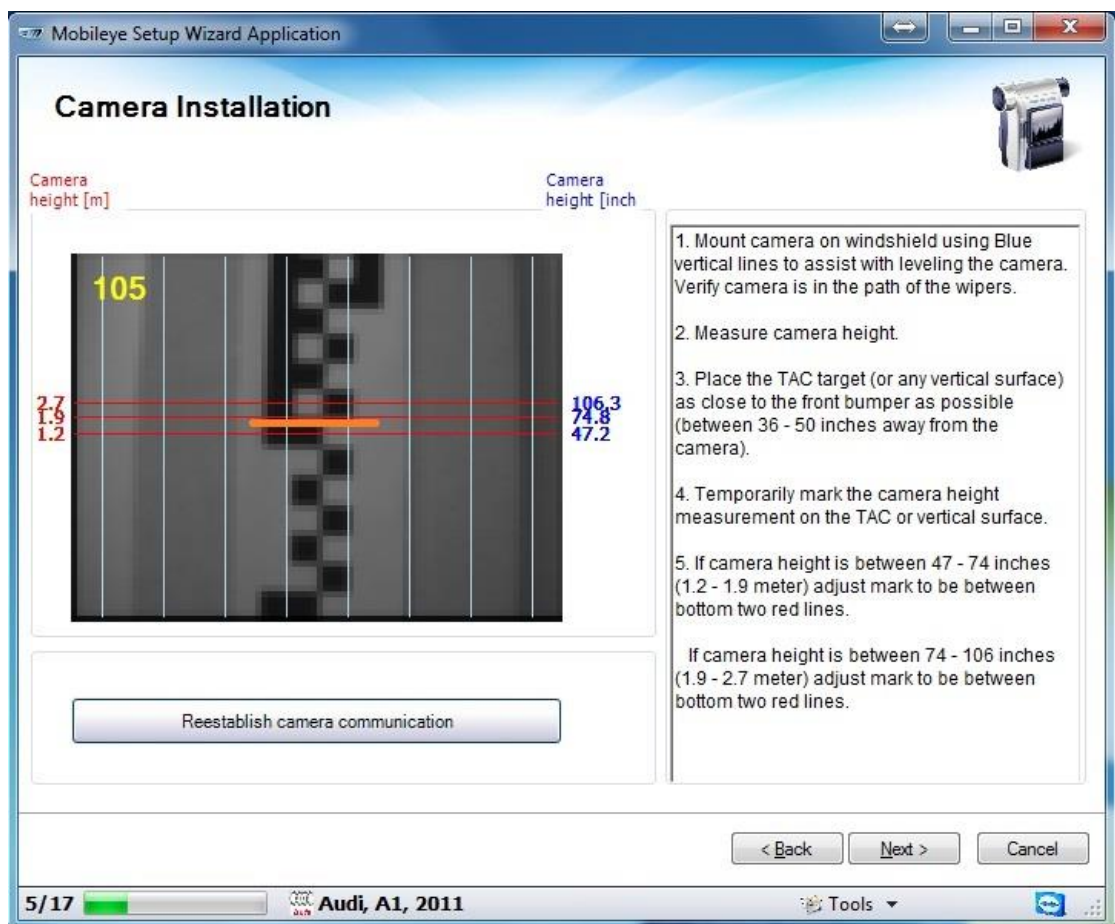 Mobileye Setup Wizard Application
Camera Installation
Camera
height [m]
Camera
height [inch
105
2.7
1.9
1.2
106.3
74.8
47.2
1. Mount camera on windshield using Blue
vertical lines to assist with leveling the camera.
Verify camera is in the path of the wipers.
2. Measure camera height.
3. Place the TAC target (or any vertical surface)
as close to the front bumper as possible
(between 36 - 50 inches away from the
camera).
4. Temporarily mark the camera height
measurement on the TAC or vertical surface.
5. If camera height is between 47 - 74 inches
(1.2 - 1.9 meter) adjust mark to be between
bottom two red lines.
If camera height is between 74 - 106 inches
(1.9 - 2.7 meter) adjust mark to be between
bottom two red lines.
Reestablish camera communication
< Back
Next >
Cancel
5/17
Audi, A1, 2011
Tools